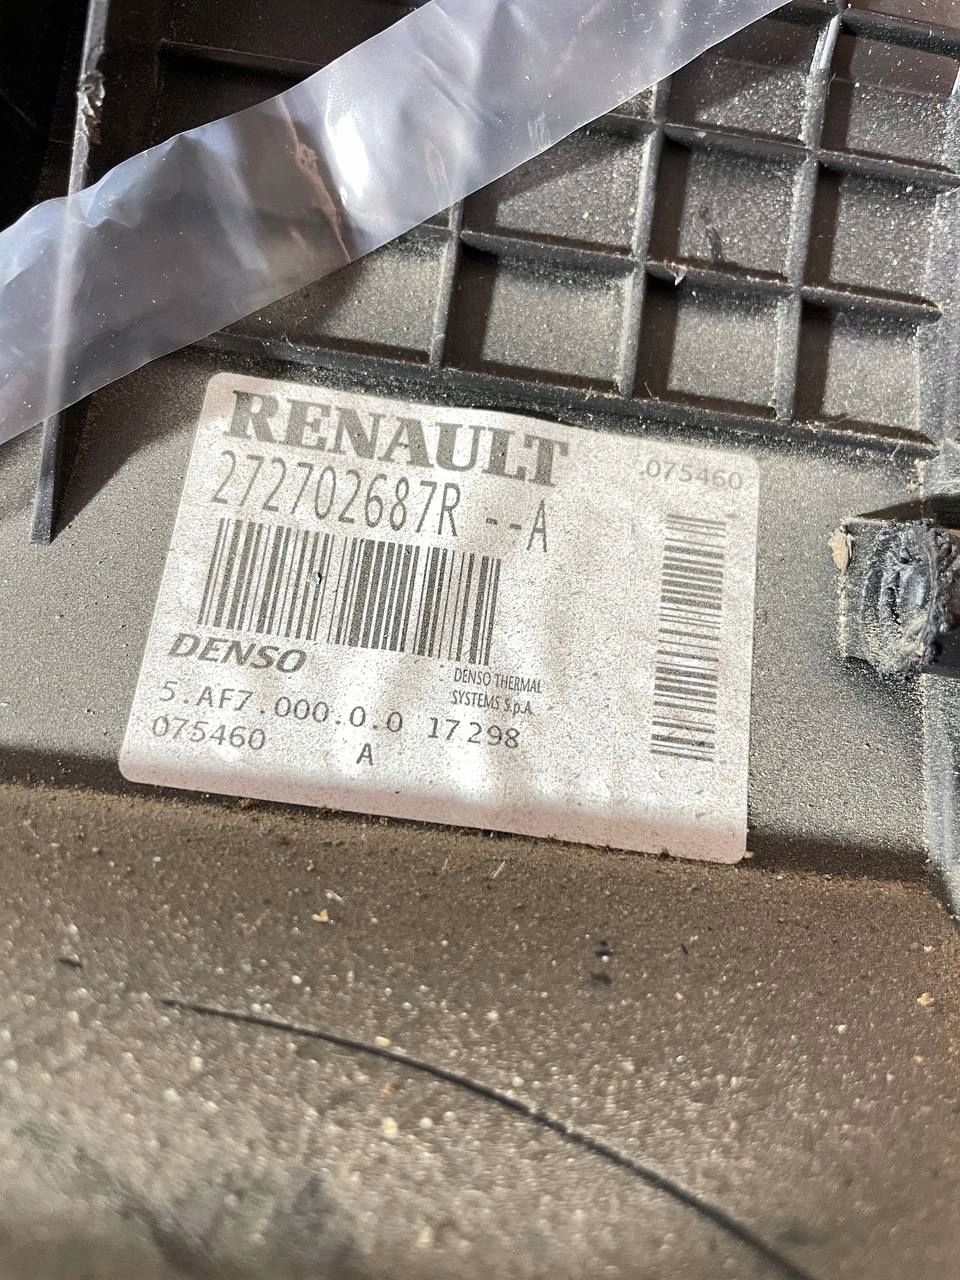 RENAULT
075460
272702687R --A
DENSO
DENSO THERMAL
SYSTEMS S.p.A.
5.AF7.000.0.0 17298
075460 A